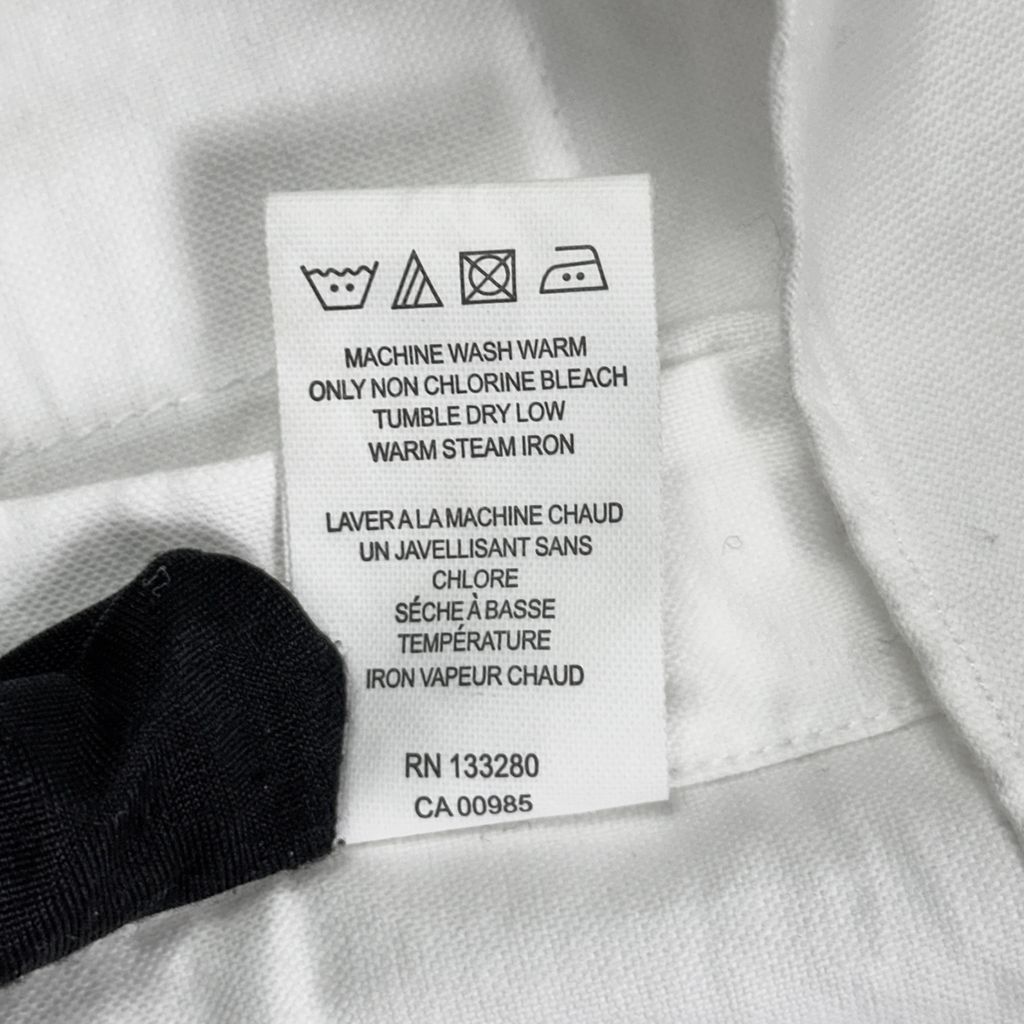 MACHINE WASH WARM
ONLY NON CHLORINE BLEACH
TUMBLE DRY LOW
WARM STEAM IRON
LAVER A LA MACHINE CHAUD
UN JAVELLISANT SANS
CHLORE
SÉCHE À BASSE
TEMPÉRATURE
IRON VAPEUR CHAUD
RN 133280
CA 00985